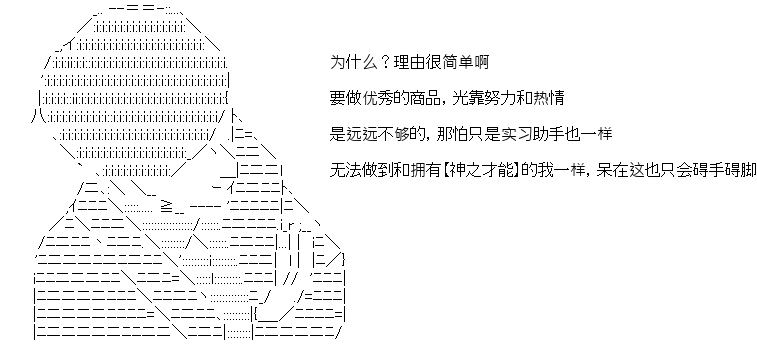 为什么？理由很简单啊
要做优秀的商品，光靠努力和热情
是远远不够的，那怕只是实习助手也一样
无法做到和拥有【神之才能】的我一样，呆在这也只会碍手碍脚